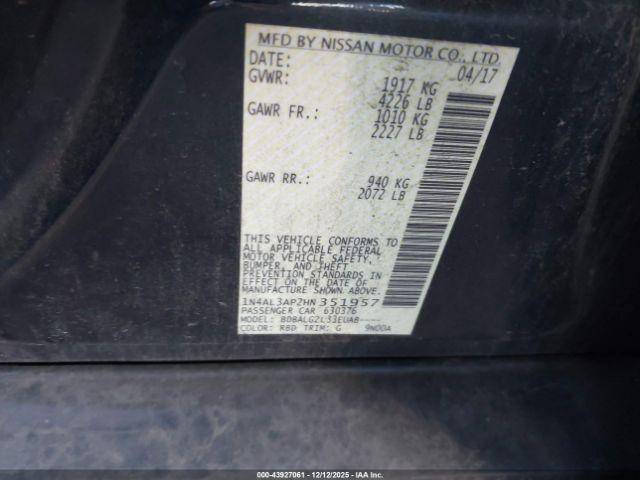 MFD BY NISSAN MOTOR CO., LTD.
DATE: 04/17
GVWR: 1917 KG
4226 LB
GAWR FR.: 1010 KG
2227 LB
GAWR RR.: 940 KG
2072 LB
THIS VEHICLE CONFORMS TO
ALL APPLICABLE FEDERAL
MOTOR VEHICLE SAFETY,
BUMPER, AND THEFT
PREVENTION STANDARDS IN
EFFECT ON THE DATE OF
MANUFACTURE SHOWN ABOVE.
1N4AL3AP2HN351957
PASSENGER CAR 630376
MODEL: BDBALG2L33EUAB-----
COLOR: RBD TRIM: G 9N00A
000-43927061 - 12/12/2025 - IAA Inc.